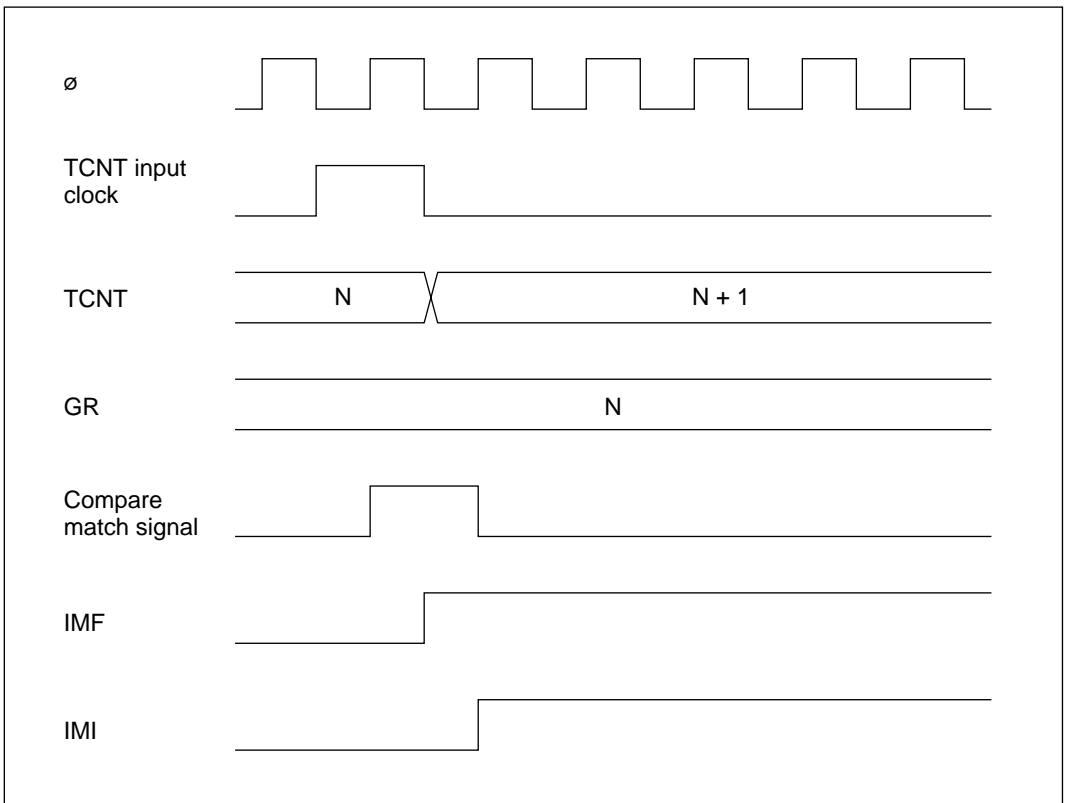 ø
TCNT input
clock
TCNT
N
N + 1
GR
N
Compare
match signal
IMF
IMI